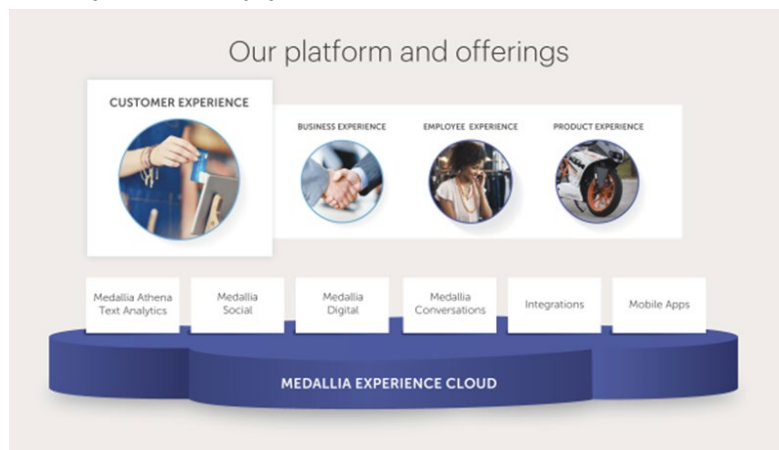 Our platform and offerings
CUSTOMER EXPERIENCE
BUSINESS EXPERIENCE
EMPLOYEE EXPERIENCE
PRODUCT EXPERIENCE
Medallia Athena
Text Analytics
Medallia
Social
Medallia
Digital
Medallia
Conversations
Integrations
Mobile Apps
MEDALLIA EXPERIENCE CLOUD